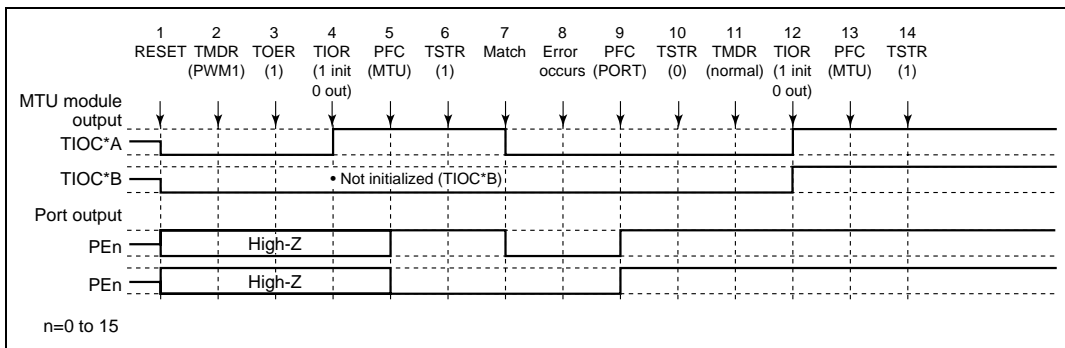 1 2 3 4 5 6 7 8 9 10 11 12 13 14
RESET TMDR TOER TIOR PFC TSTR Match Error PFC TSTR TMDR TIOR PFC TSTR
(PWM1) (1) (1 init (MTU) (1) occurs (PORT) (0) (normal) (1 init (MTU) (1)
0 out) 0 out)
MTU module
output
TIOC*A
TIOC*B
• Not initialized (TIOC*B)
Port output
PEn
High-Z
PEn
High-Z
n=0 to 15